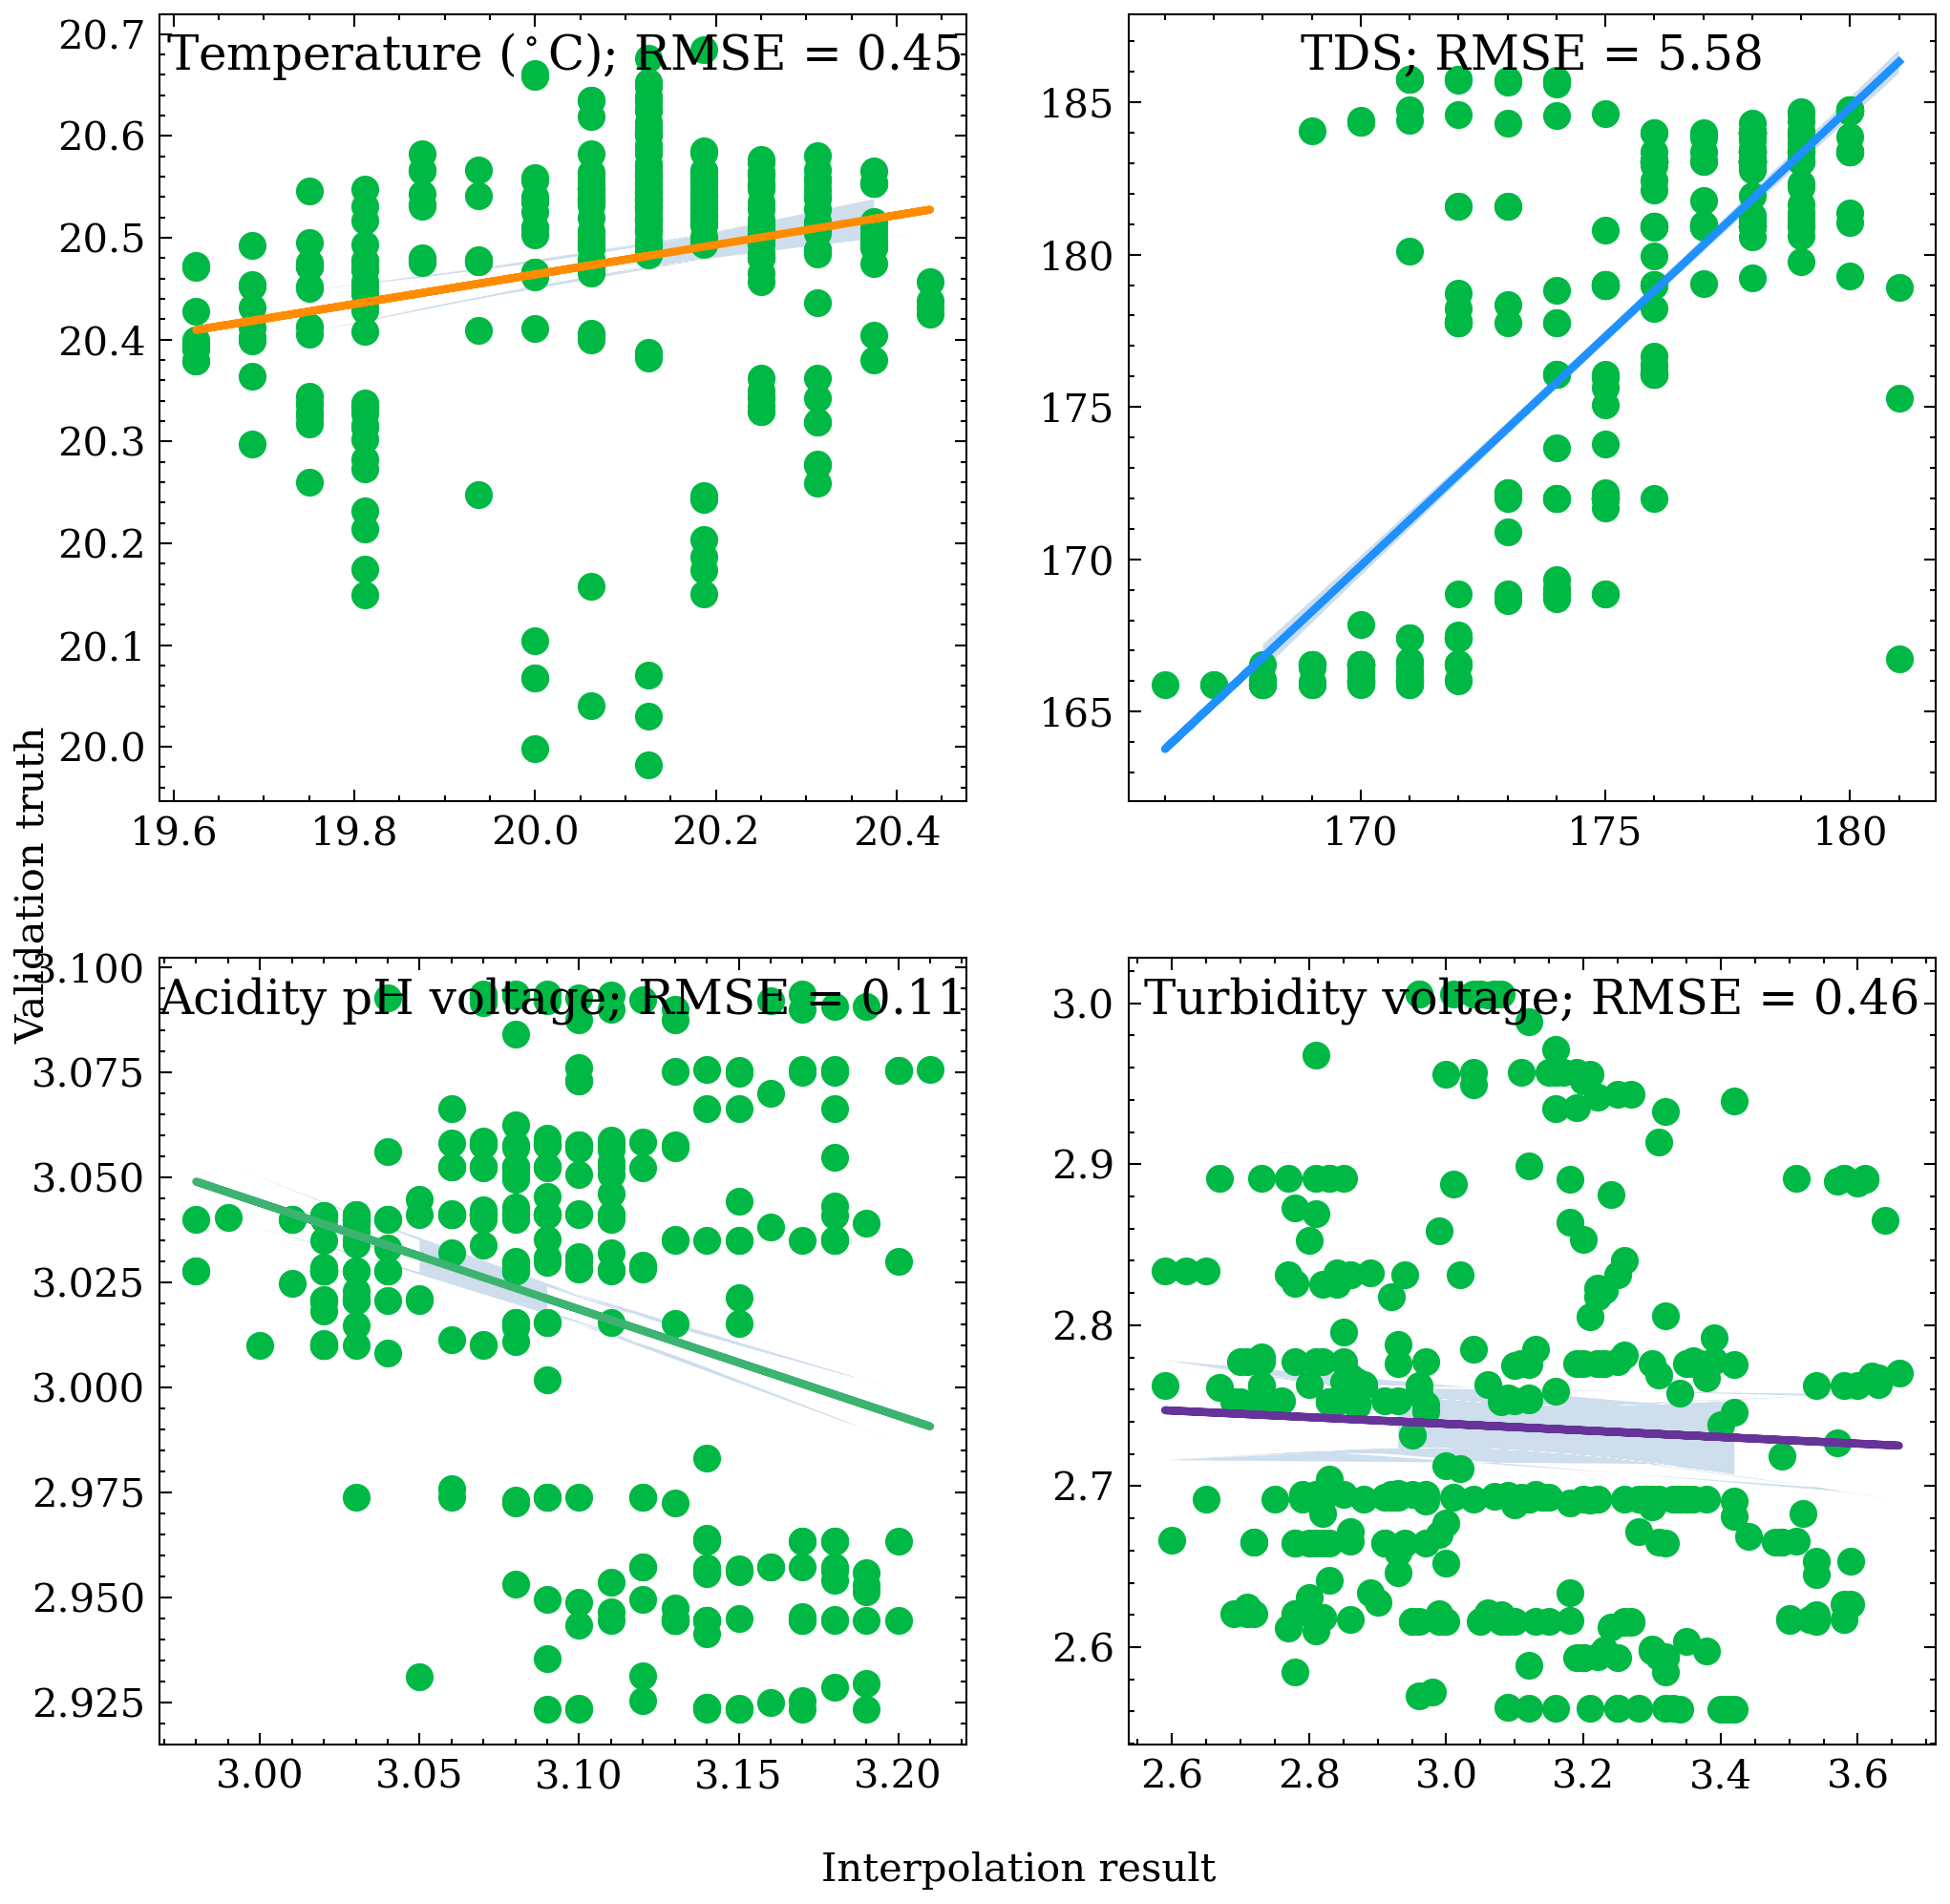 Temperature (°C); RMSE = 0.45
20.7
20.6
20.5
20.4
20.3
20.2
20.1
20.0
19.6 19.8 20.0 20.2 20.4
TDS; RMSE = 5.58
185
180
175
170
165
170 175 180
Validation truth
Acidity pH voltage; RMSE = 0.11
3.100
3.075
3.050
3.025
3.000
2.975
2.950
2.925
3.00 3.05 3.10 3.15 3.20
Turbidity voltage; RMSE = 0.46
3.0
2.9
2.8
2.7
2.6
2.6 2.8 3.0 3.2 3.4 3.6
Interpolation result